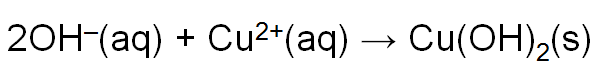 2OH⁻(aq) + Cu²⁺(aq) → Cu(OH)₂(s)